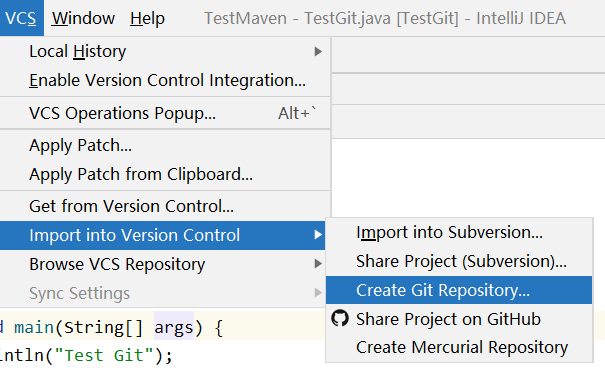 VCS Window Help TestMaven - TestGit.java [TestGit] - IntelliJ IDEA
Local History
Enable Version Control Integration...
VCS Operations Popup... Alt+`
Apply Patch...
Apply Patch from Clipboard...
Get from Version Control...
Import into Version Control
Import into Subversion...
Browse VCS Repository
Share Project (Subversion)...
Sync Settings
Create Git Repository...
Share Project on GitHub
Create Mercurial Repository
d main(String[] args) {
intln("Test Git");